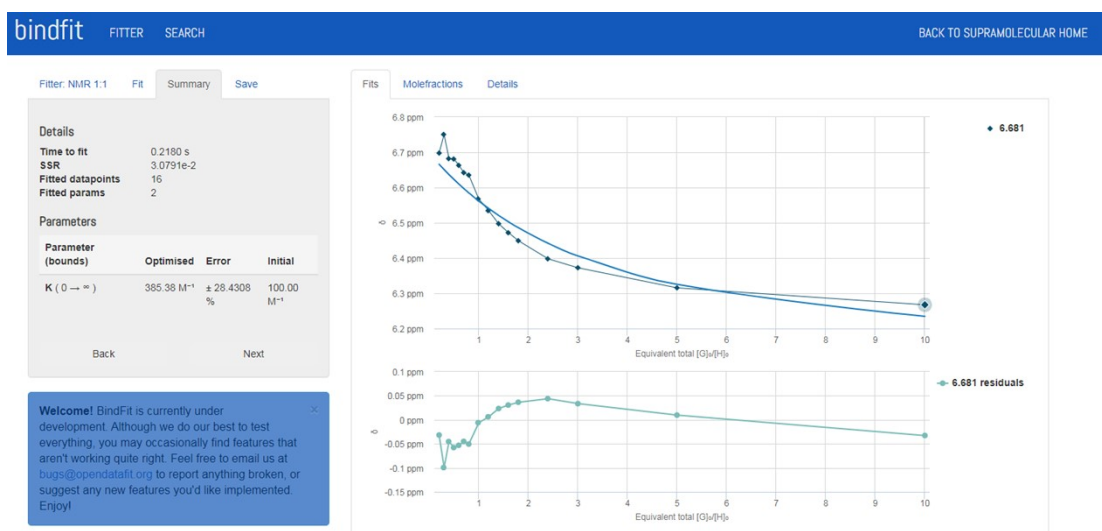 bindfit FITTER SEARCH BACK TO SUPRAMOLECULAR HOME
Fitter: NMR 1:1 Fit Summary Save
Details
Time to fit 0.2180 s
SSR 3.0791e-2
Fitted datapoints 16
Fitted params 2
Parameters
Parameter (bounds) Optimised Error Initial
K ( 0 → ∞ ) 385.38 M⁻¹ ± 28.4308 % 100.00 M⁻¹
Back Next
Welcome! BindFit is currently under
development. Although we do our best to test
everything, you may occasionally find features that
aren't working quite right. Feel free to email us at
bugs@opendatafit.org to report anything broken, or
suggest any new features you'd like implemented.
Enjoy!
×
Fits Molefractions Details
6.8 ppm
6.7 ppm
6.6 ppm
6.5 ppm
6.4 ppm
6.3 ppm
6.2 ppm
δ
1 2 3 4 5 6 7 8 9 10
Equivalent total [G]₀/[H]₀
6.681
0.1 ppm
0.05 ppm
0 ppm
-0.05 ppm
-0.1 ppm
-0.15 ppm
δ
1 2 3 4 5 6 7 8 9 10
Equivalent total [G]₀/[H]₀
6.681 residuals